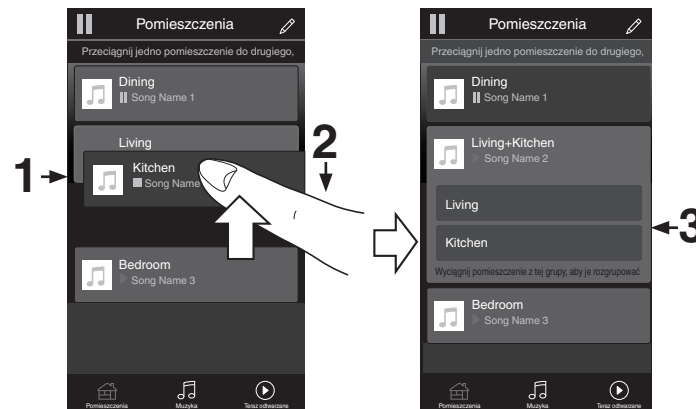 Pomieszczenia
Przeciągnij jedno pomieszczenie do drugiego,
Dining
Song Name 1
Living
Kitchen
Song Name
Bedroom
Song Name 3
Pomieszczenia
Muzyka
Teraz odtwarzane
1
2
Pomieszczenia
Przeciągnij jedno pomieszczenie do drugiego,
Dining
Song Name 1
Living+Kitchen
Song Name 2
Living
Kitchen
Wyciągnij pomieszczenie z tej grupy, aby je rozgrupować
Bedroom
Song Name 3
Pomieszczenia
Muzyka
Teraz odtwarzane
3